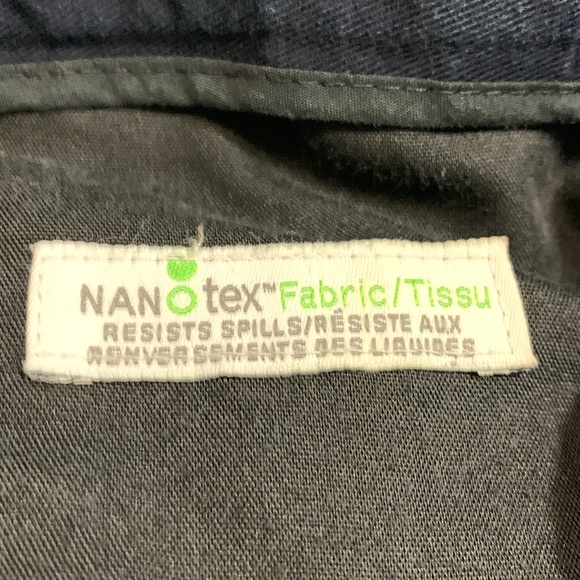 NANOtex™ Fabric/Tissu
RESISTS SPILLS/RÉSISTE AUX
RENVERSEMENTS DES LIQUIDES